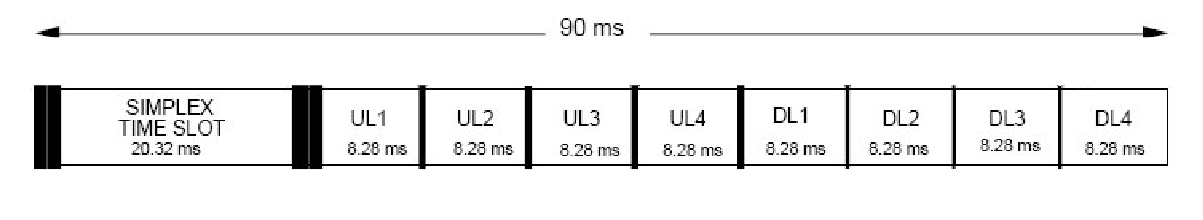 90 ms
SIMPLEX
TIME SLOT
20.32 ms
UL1
8.28 ms
UL2
8.28 ms
UL3
8.28 ms
UL4
8.28 ms
DL1
8.28 ms
DL2
8.28 ms
DL3
8.28 ms
DL4
8.28 ms